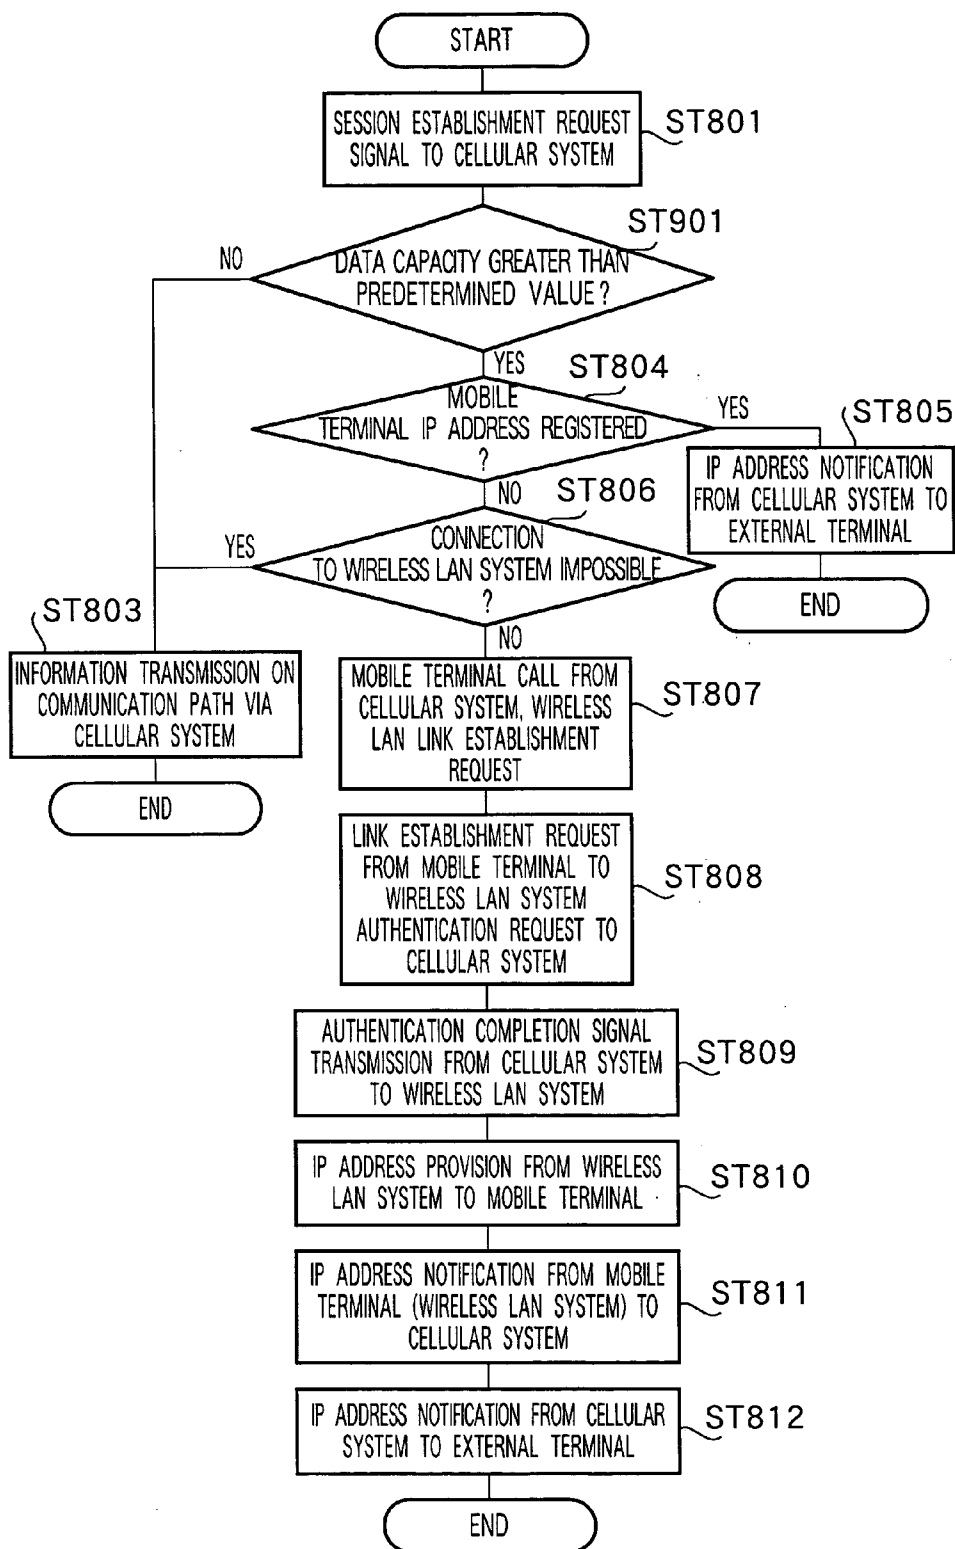 START
SESSION ESTABLISHMENT REQUEST
SIGNAL TO CELLULAR SYSTEM
ST801
ST901
NO
DATA CAPACITY GREATER THAN
PREDETERMINED VALUE?
YES
ST804
MOBILE
TERMINAL IP ADDRESS REGISTERED
?
YES
ST805
IP ADDRESS NOTIFICATION
FROM CELLULAR SYSTEM TO
EXTERNAL TERMINAL
END
NO
ST806
CONNECTION
TO WIRELESS LAN SYSTEM IMPOSSIBLE
?
YES
ST803
INFORMATION TRANSMISSION ON
COMMUNICATION PATH VIA
CELLULAR SYSTEM
END
NO
MOBILE TERMINAL CALL FROM
CELLULAR SYSTEM, WIRELESS
LAN LINK ESTABLISHMENT
REQUEST
ST807
LINK ESTABLISHMENT REQUEST
FROM MOBILE TERMINAL TO
WIRELESS LAN SYSTEM
AUTHENTICATION REQUEST TO
CELLULAR SYSTEM
ST808
AUTHENTICATION COMPLETION SIGNAL
TRANSMISSION FROM CELLULAR SYSTEM
TO WIRELESS LAN SYSTEM
ST809
IP ADDRESS PROVISION FROM WIRELESS
LAN SYSTEM TO MOBILE TERMINAL
ST810
IP ADDRESS NOTIFICATION FROM MOBILE
TERMINAL (WIRELESS LAN SYSTEM) TO
CELLULAR SYSTEM
ST811
IP ADDRESS NOTIFICATION FROM CELLULAR
SYSTEM TO EXTERNAL TERMINAL
ST812
END